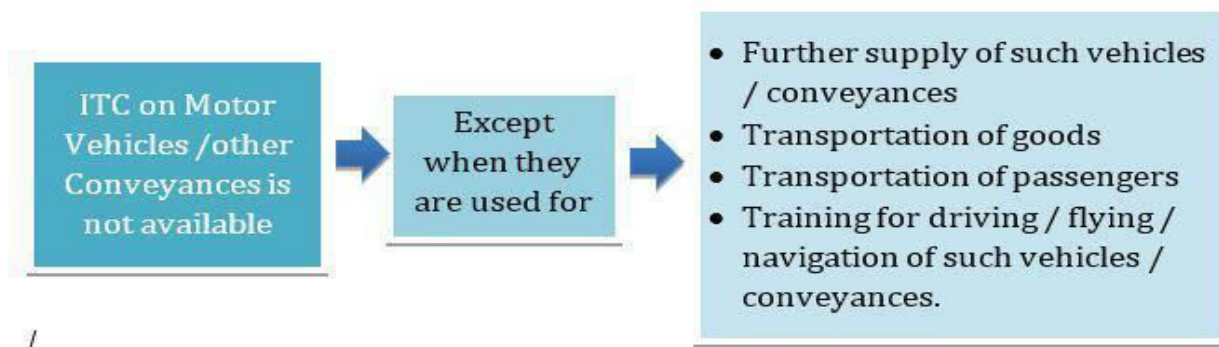 ITC on Motor
Vehicles /other
Conveyances is
not available
Except
when they
are used for
• Further supply of such vehicles
/ conveyances
• Transportation of goods
• Transportation of passengers
• Training for driving / flying /
navigation of such vehicles /
conveyances.
/